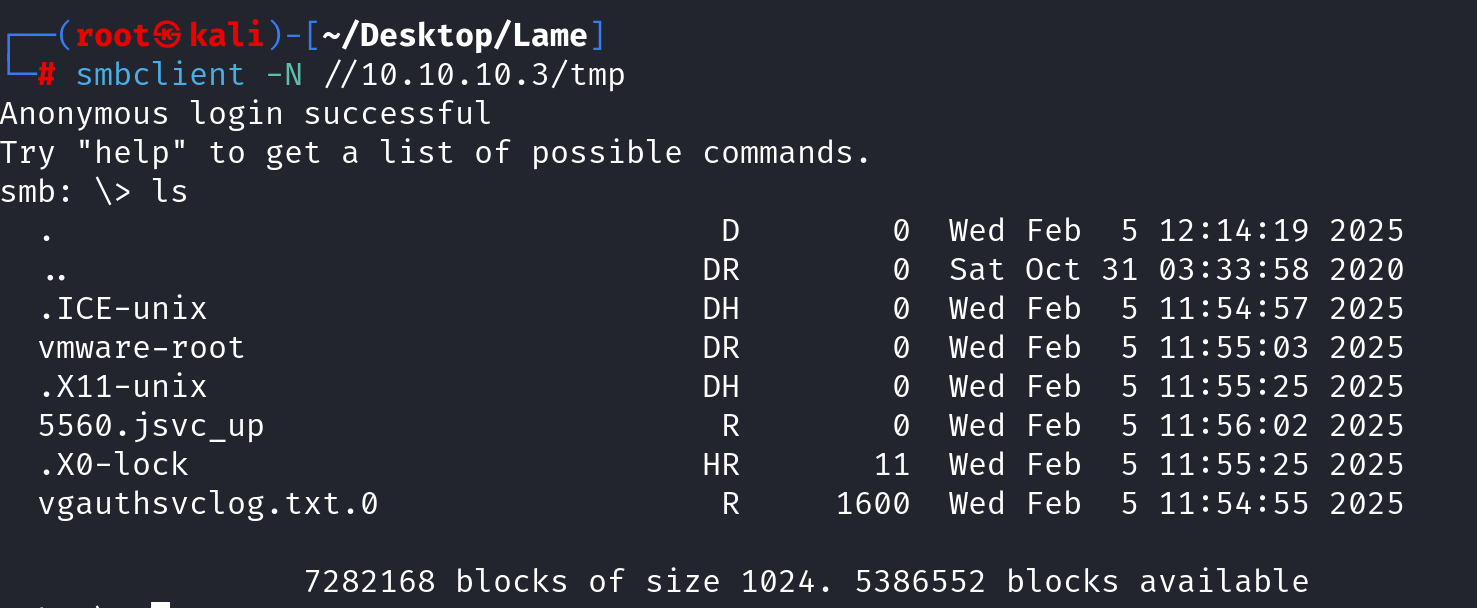 ┌──(root㉿kali)-[~/Desktop/Lame]
└─# smbclient -N //10.10.10.3/tmp
Anonymous login successful
Try "help" to get a list of possible commands.
smb: \> ls
  .                                   D        0  Wed Feb  5 12:14:19 2025
  ..                                 DR        0  Sat Oct 31 03:33:58 2020
  .ICE-unix                          DH        0  Wed Feb  5 11:54:57 2025
  vmware-root                        DR        0  Wed Feb  5 11:55:03 2025
  .X11-unix                          DH        0  Wed Feb  5 11:55:25 2025
  5560.jsvc_up                        R        0  Wed Feb  5 11:56:02 2025
  .X0-lock                           HR       11  Wed Feb  5 11:55:25 2025
  vgauthsvclog.txt.0                  R     1600  Wed Feb  5 11:54:55 2025
                7282168 blocks of size 1024. 5386552 blocks available